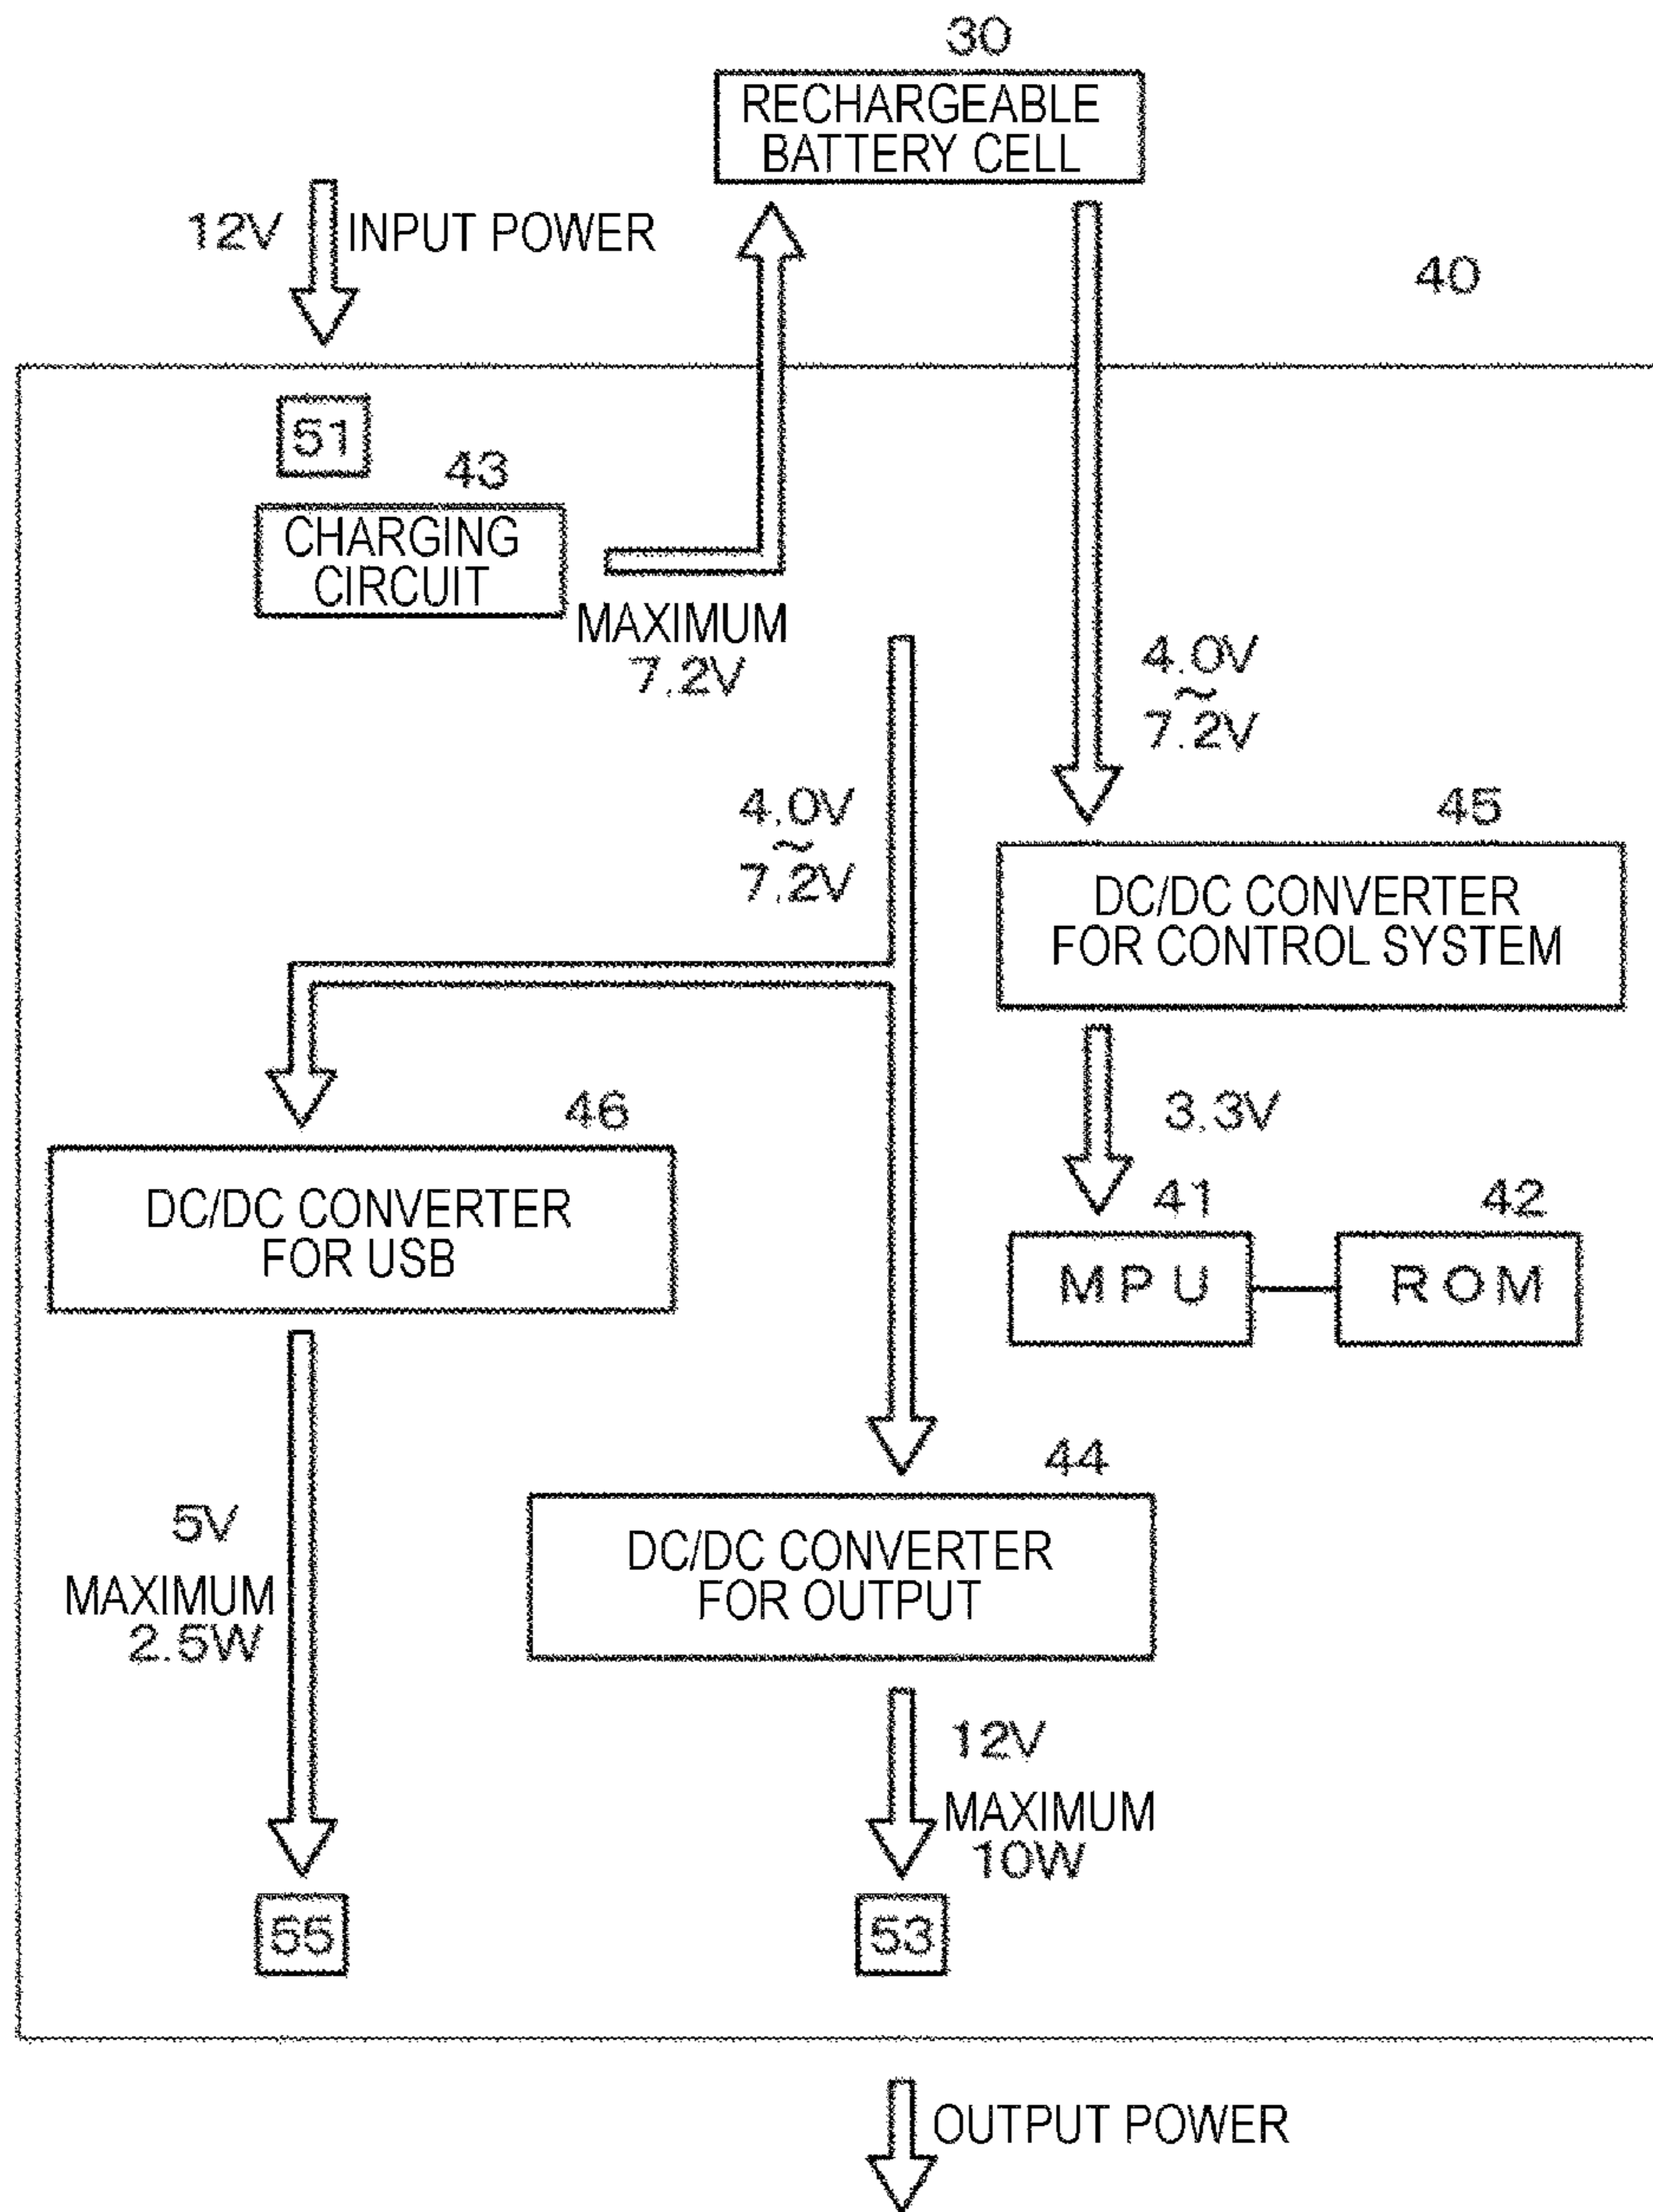 30
RECHARGEABLE
BATTERY CELL
12V
INPUT POWER
40
51
43
CHARGING
CIRCUIT
MAXIMUM
7.2V
4.0V
~
7.2V
4.0V
~
7.2V
45
DC/DC CONVERTER
FOR CONTROL SYSTEM
46
DC/DC CONVERTER
FOR USB
3.3V
41
MPU
42
ROM
44
DC/DC CONVERTER
FOR OUTPUT
5V
MAXIMUM
2.5W
12V
MAXIMUM
10W
55
53
OUTPUT POWER